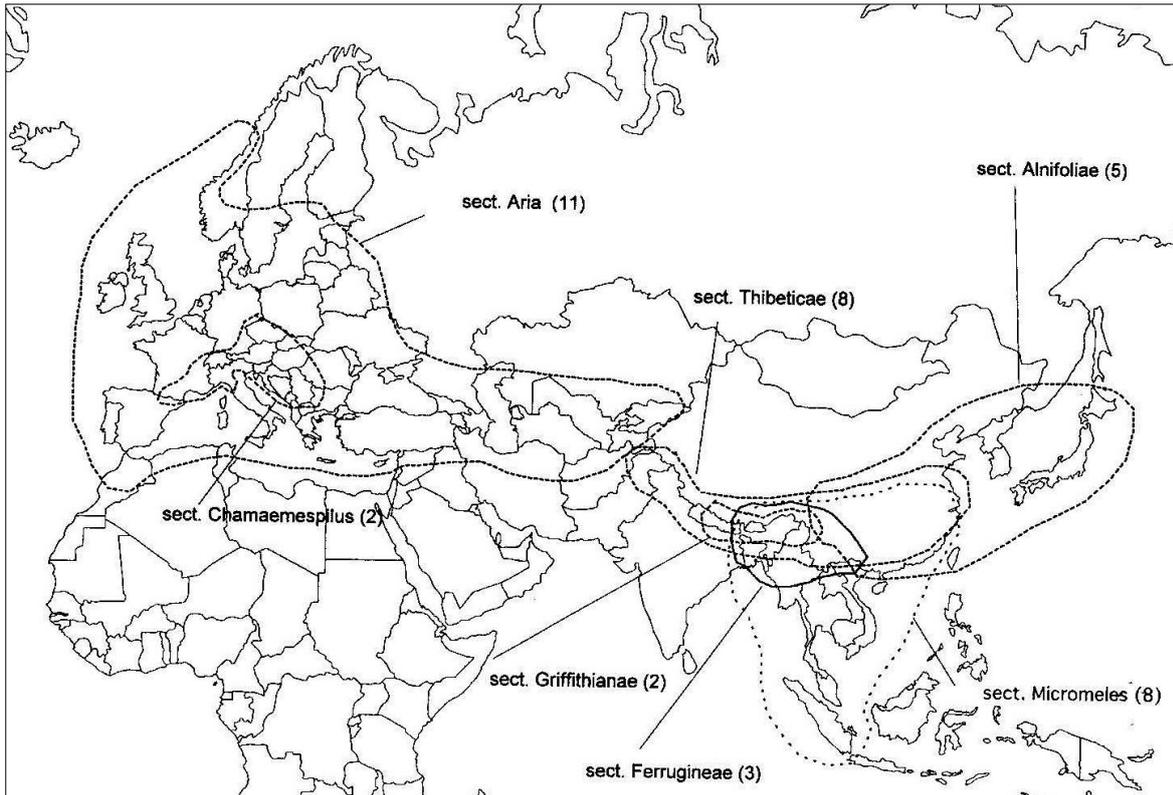 sect. Alnifoliae (5)
sect. Aria (11)
sect. Thibeticae (8)
sect. Chamaemespilus (2)
sect. Griffithianae (2)
sect. Micromeles (8)
sect. Ferrugineae (3)